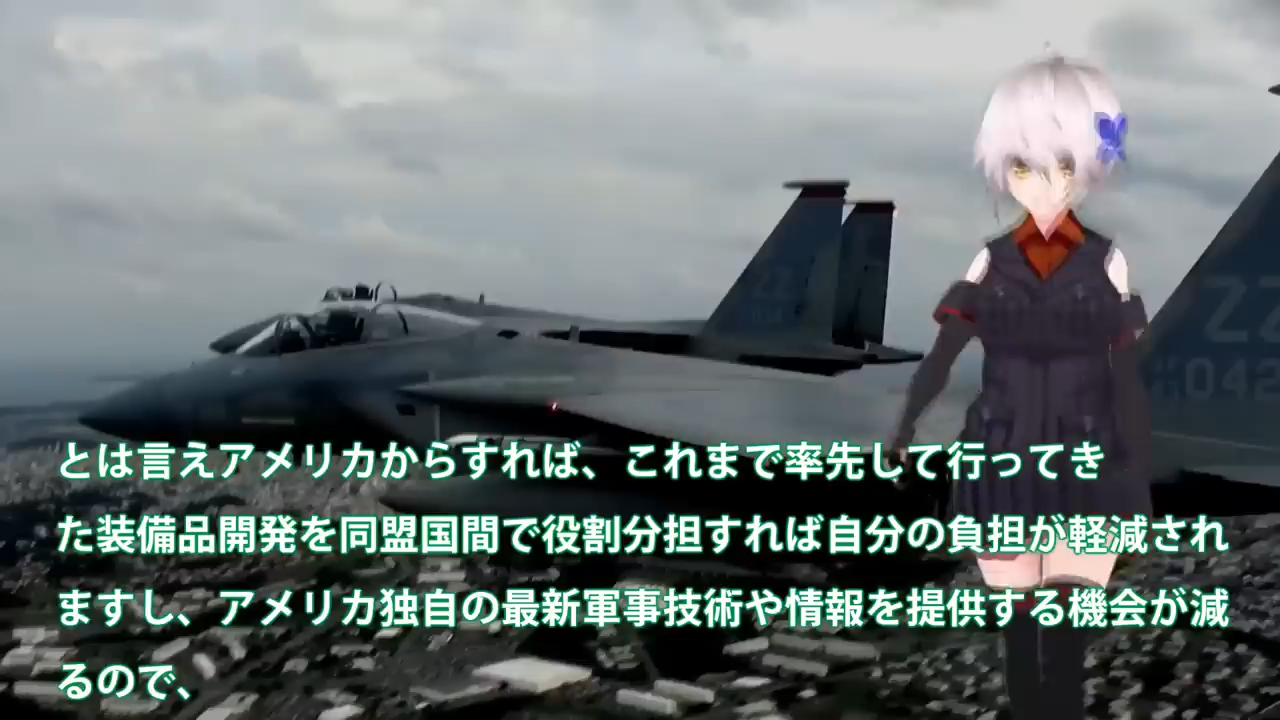 ZZ
ZZ
042
とは言えアメリカからすれば、これまで率先して行ってき
た装備品開発を同盟国間で役割分担すれば自分の負担が軽減され
ますし、アメリカ独自の最新軍事技術や情報を提供する機会が減
るので、